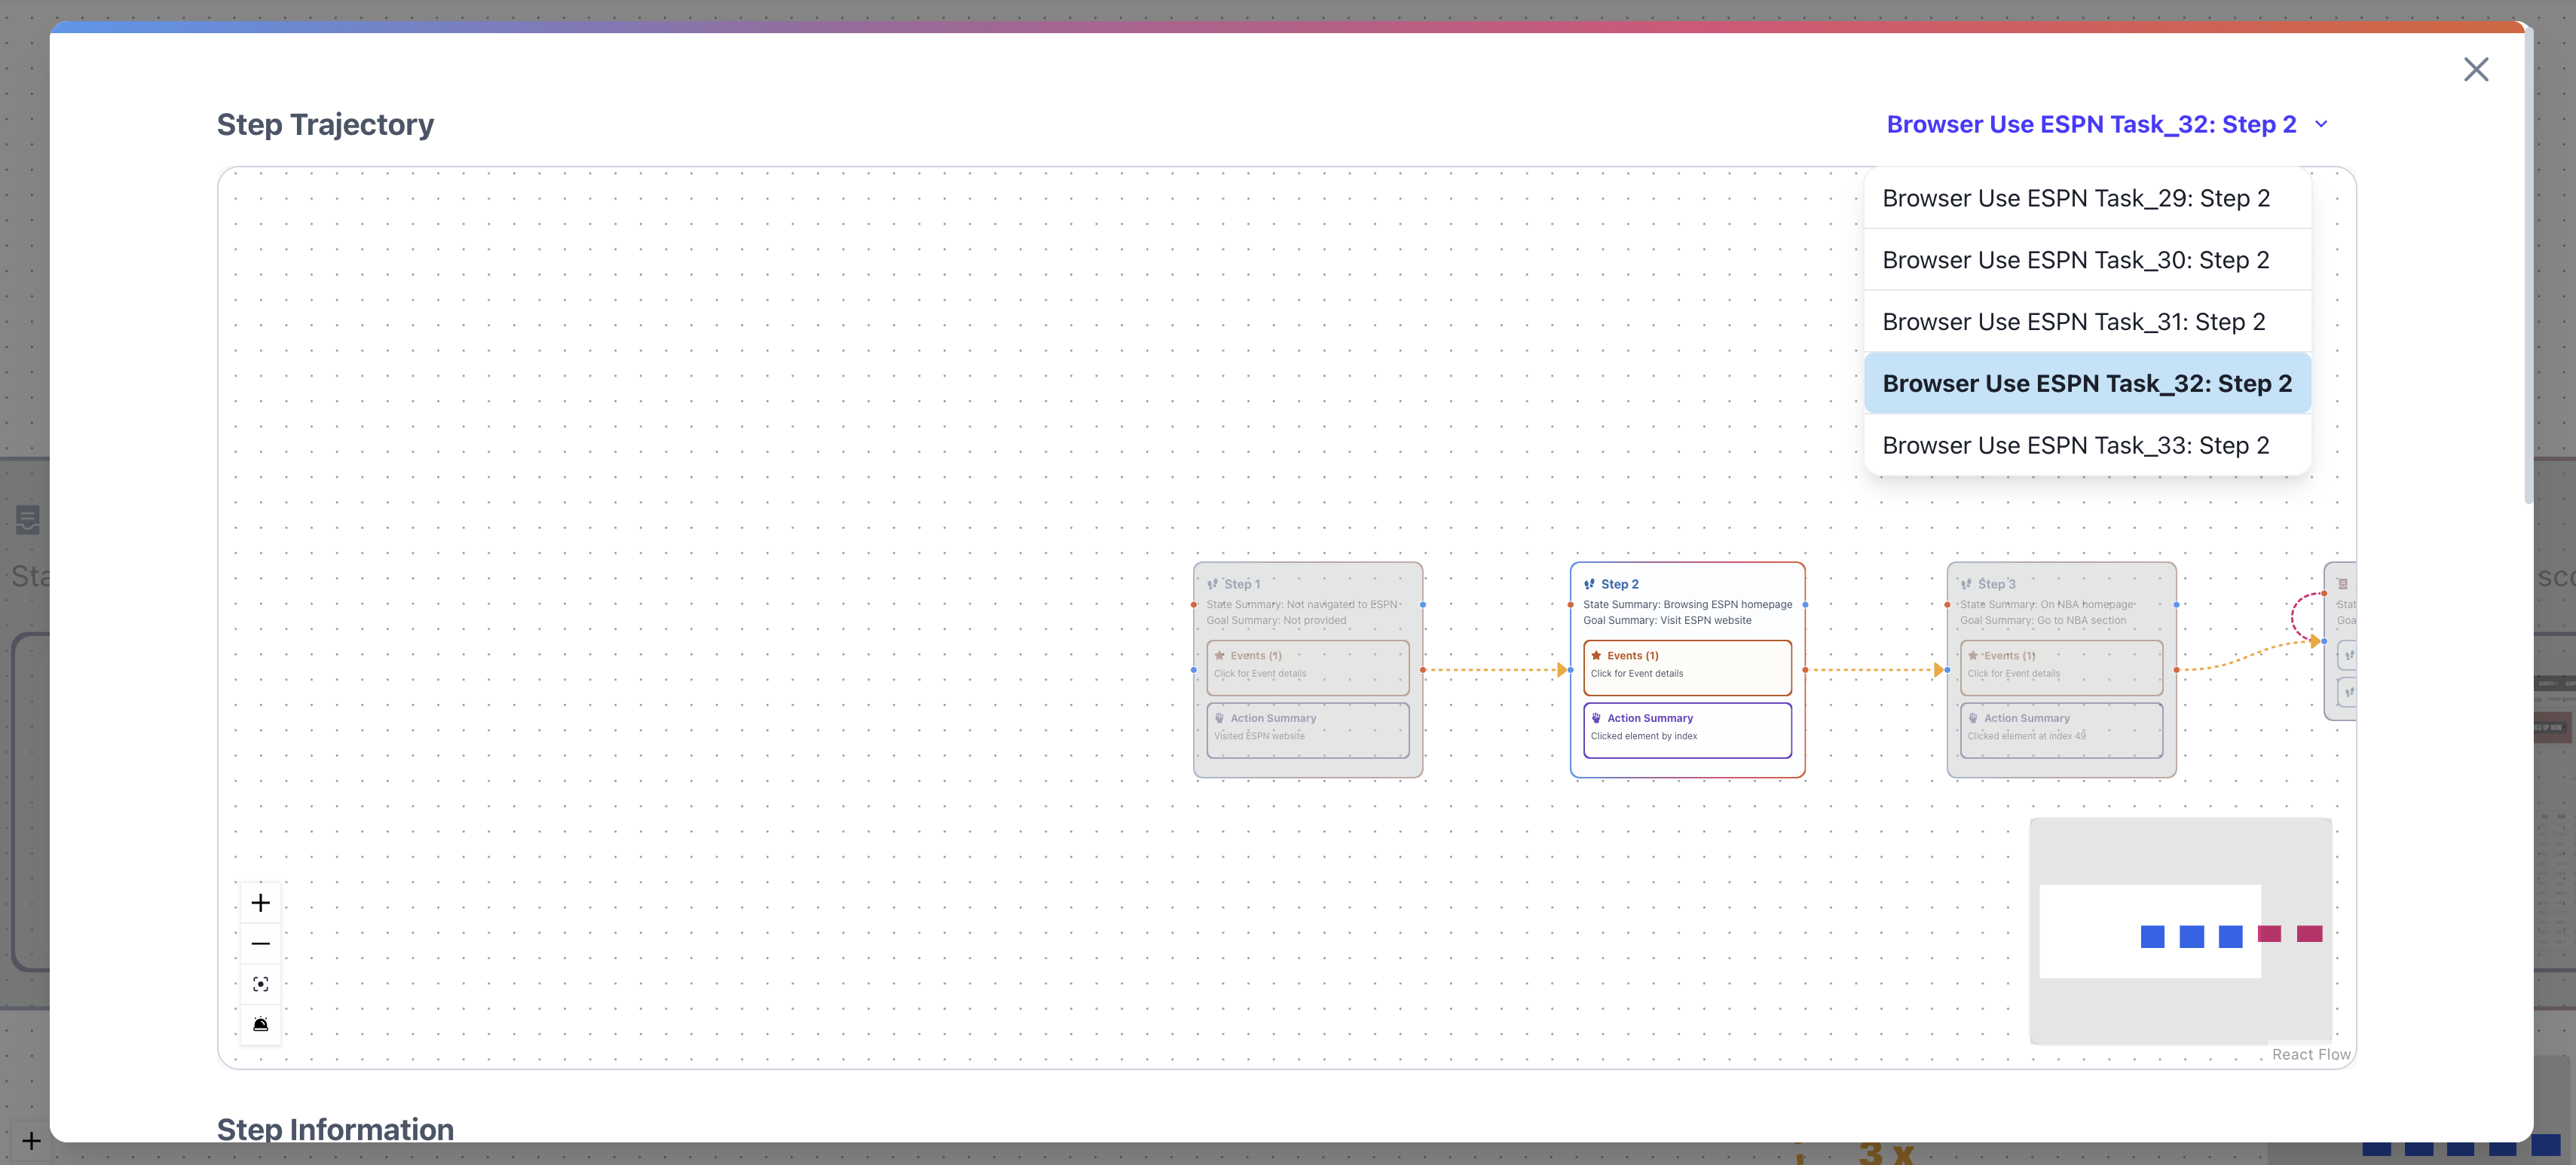 Step Trajectory
Browser Use ESPN Task_32: Step 2
Browser Use ESPN Task_29: Step 2
Browser Use ESPN Task_30: Step 2
Browser Use ESPN Task_31: Step 2
Browser Use ESPN Task_32: Step 2
Browser Use ESPN Task_33: Step 2
Sta
sco
Step 1
State Summary: Not navigated to ESPN
Goal Summary: Not provided
Events (1)
Click for Event details
Action Summary
Visited ESPN website
Step 2
State Summary: Browsing ESPN homepage
Goal Summary: Visit ESPN website
Events (1)
Click for Event details
Action Summary
Clicked element by index
Step 3
State Summary: On NBA homepage
Goal Summary: Go to NBA section
Events (1)
Click for Event details
Action Summary
Clicked element at index 49
Stat
Goa
React Flow
Step Information
3 x